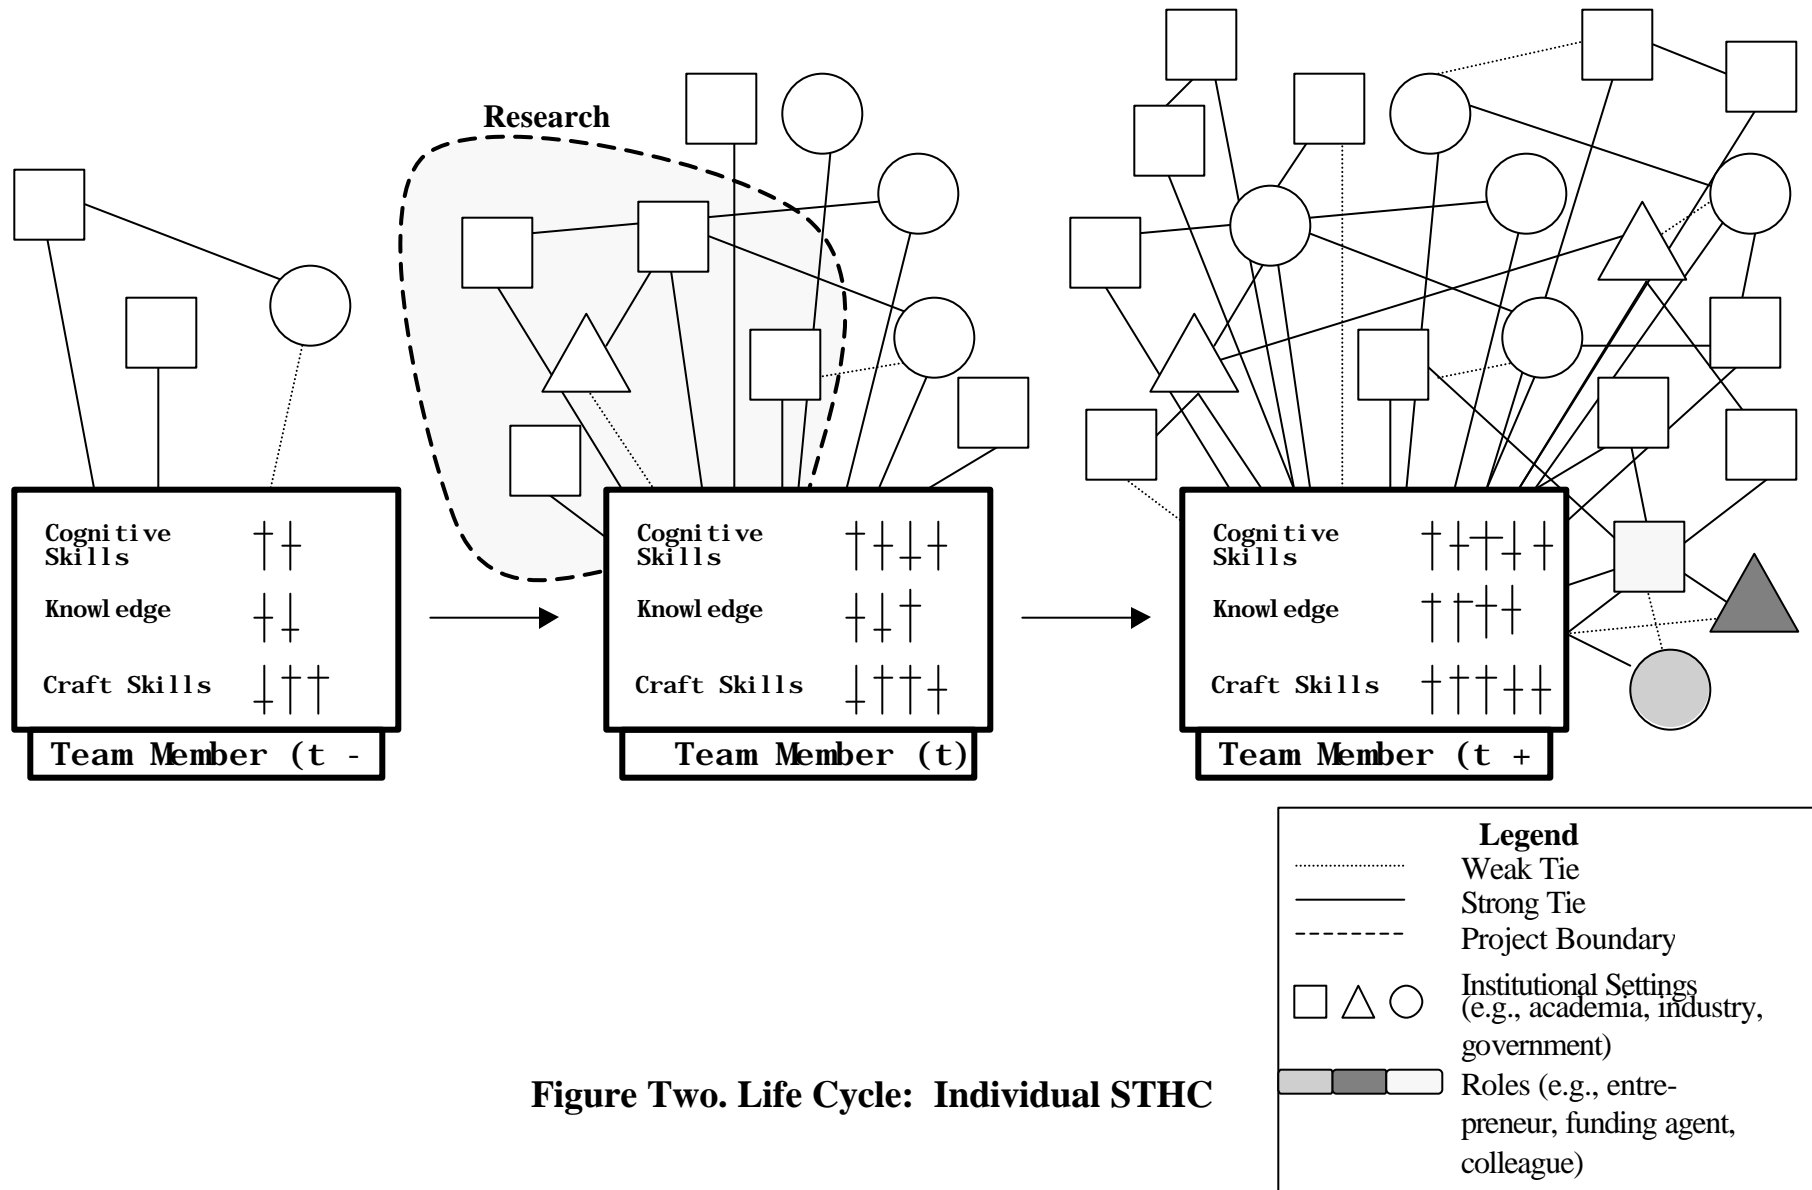 Research
Cognitive
Skills
Knowledge
Craft Skills
Team Member (t -
Cognitive
Skills
Knowledge
Craft Skills
Team Member (t)
Cognitive
Skills
Knowledge
Craft Skills
Team Member (t +
Legend
Weak Tie
Strong Tie
Project Boundary
Institutional Settings
(e.g., academia, industry,
government)
Roles (e.g., entre-
preneur, funding agent,
colleague)
Figure Two. Life Cycle:  Individual STHC